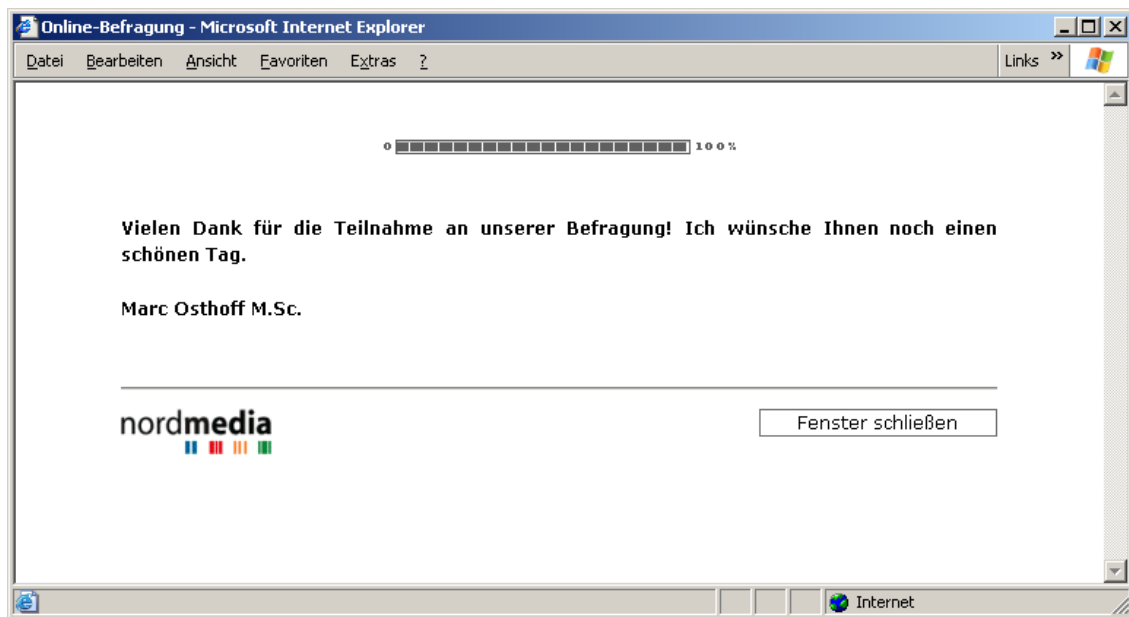 Online-Befragung - Microsoft Internet Explorer
Datei Bearbeiten Ansicht Favoriten Extras ? Links »
0 100%
Vielen Dank für die Teilnahme an unserer Befragung! Ich wünsche Ihnen noch einen
schönen Tag.
Marc Osthoff M.Sc.
nordmedia Fenster schließen
Internet